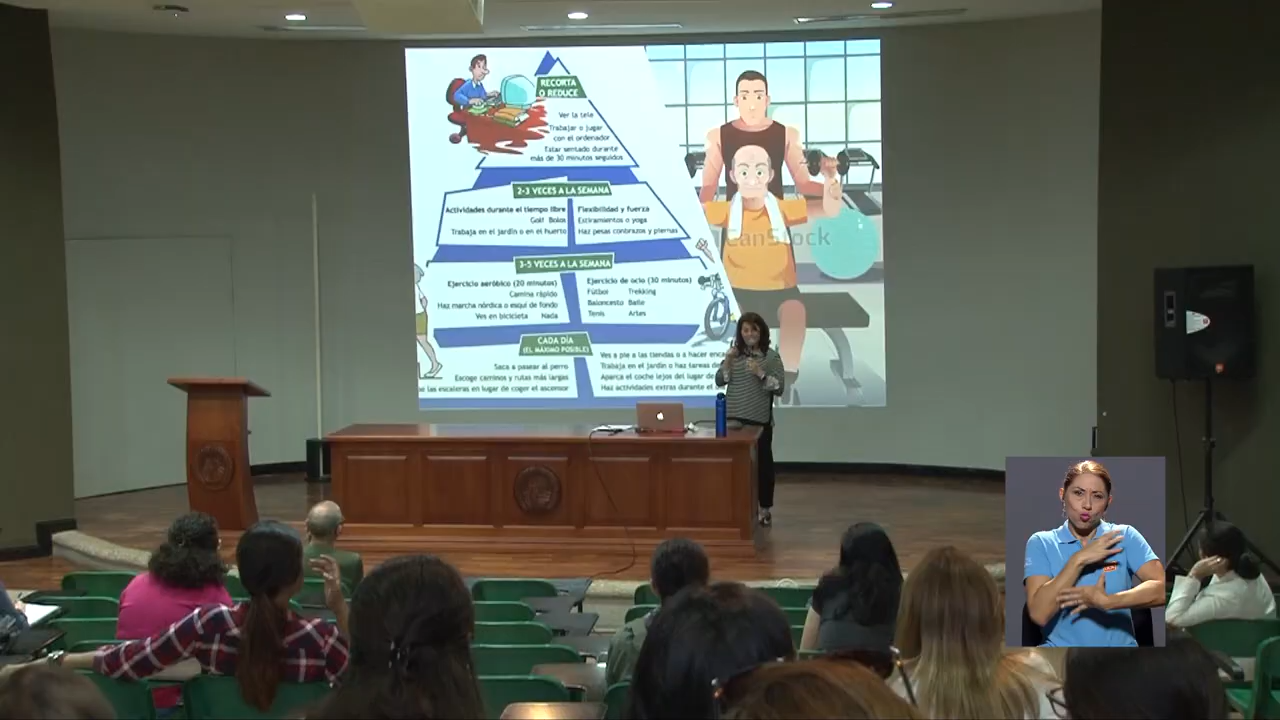 RECORTA
O REDUCE
Ver la tele
Trabajar o jugar
con el ordenador
Estar sentado durante
más de 30 minutos seguidos
2-3 VECES A LA SEMANA
Actividades durante el tiempo libre
Golf Bolos
Trabaja en el jardín o en el huerto
Flexibilidad y fuerza
Estiramientos o yoga
Haz pesas conbrazos y piernas
3-5 VECES A LA SEMANA
Ejercicio aeróbico (20 minutos)
Camina rápido
Haz marcha nórdica o esquí de fondo
Ves en bicicleta Nada
Ejercicio de ocio (30 minutos)
Fútbol Trekking
Baloncesto Baile
Tenis Artes
CADA DÍA
(EL MÁXIMO POSIBLE)
Saca a pasear al perro
Escoge caminos y rutas más largas
las escaleras en lugar de coger el ascensor
Ves a pie a las tiendas o a hacer enca
Trabaja en el jardín o haz tareas de
Aparca el coche lejos del lugar de
Haz actividades extras durante el
CanStock